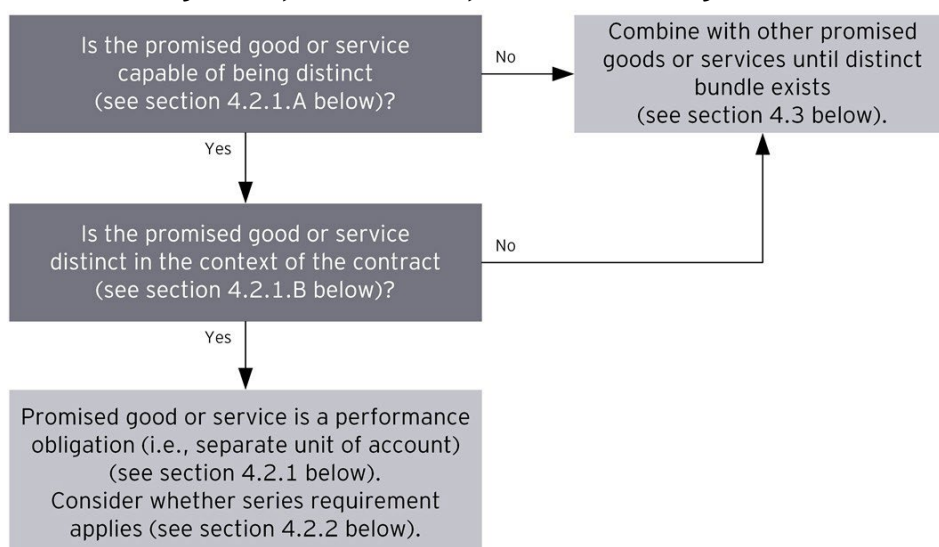 Is the promised good or service
capable of being distinct
(see section 4.2.1.A below)?
No
Combine with other promised
goods or services until distinct
bundle exists
(see section 4.3 below).
Yes
Is the promised good or service
distinct in the context of the contract
(see section 4.2.1.B below)?
No
Yes
Promised good or service is a performance
obligation (i.e., separate unit of account)
(see section 4.2.1 below).
Consider whether series requirement
applies (see section 4.2.2 below).